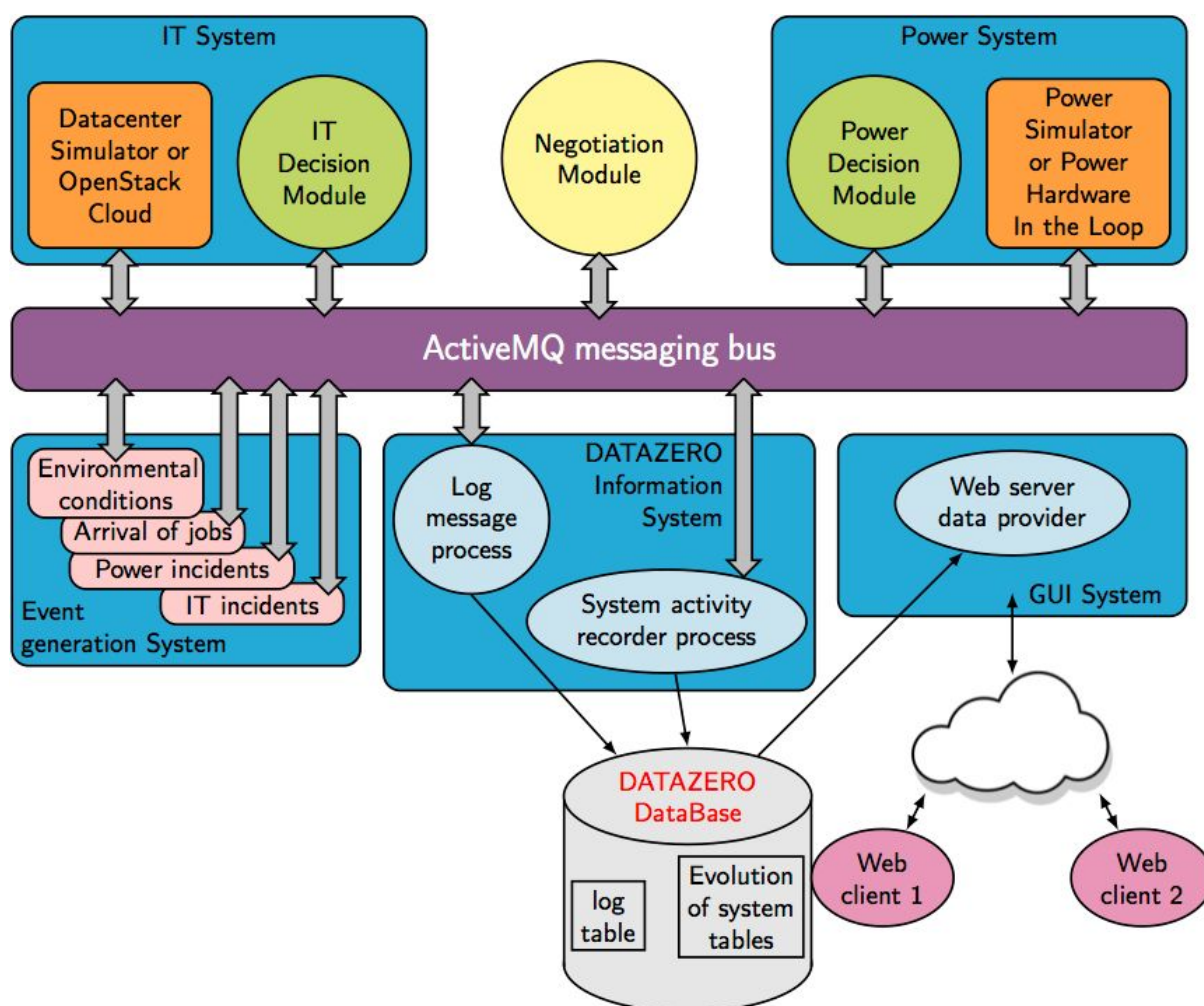 IT System
Datacenter
Simulator or
OpenStack
Cloud
IT
Decision
Module
Negotiation
Module
Power System
Power
Decision
Module
Power
Simulator
or Power
Hardware
In the Loop
ActiveMQ messaging bus
Environmental
conditions
Arrival of jobs
Power incidents
IT incidents
Event
generation System
DATAZERO
Information
System
Log
message
process
System activity
recorder process
Web server
data provider
GUI System
DATAZERO
DataBase
log
table
Evolution
of system
tables
Web
client 1
Web
client 2